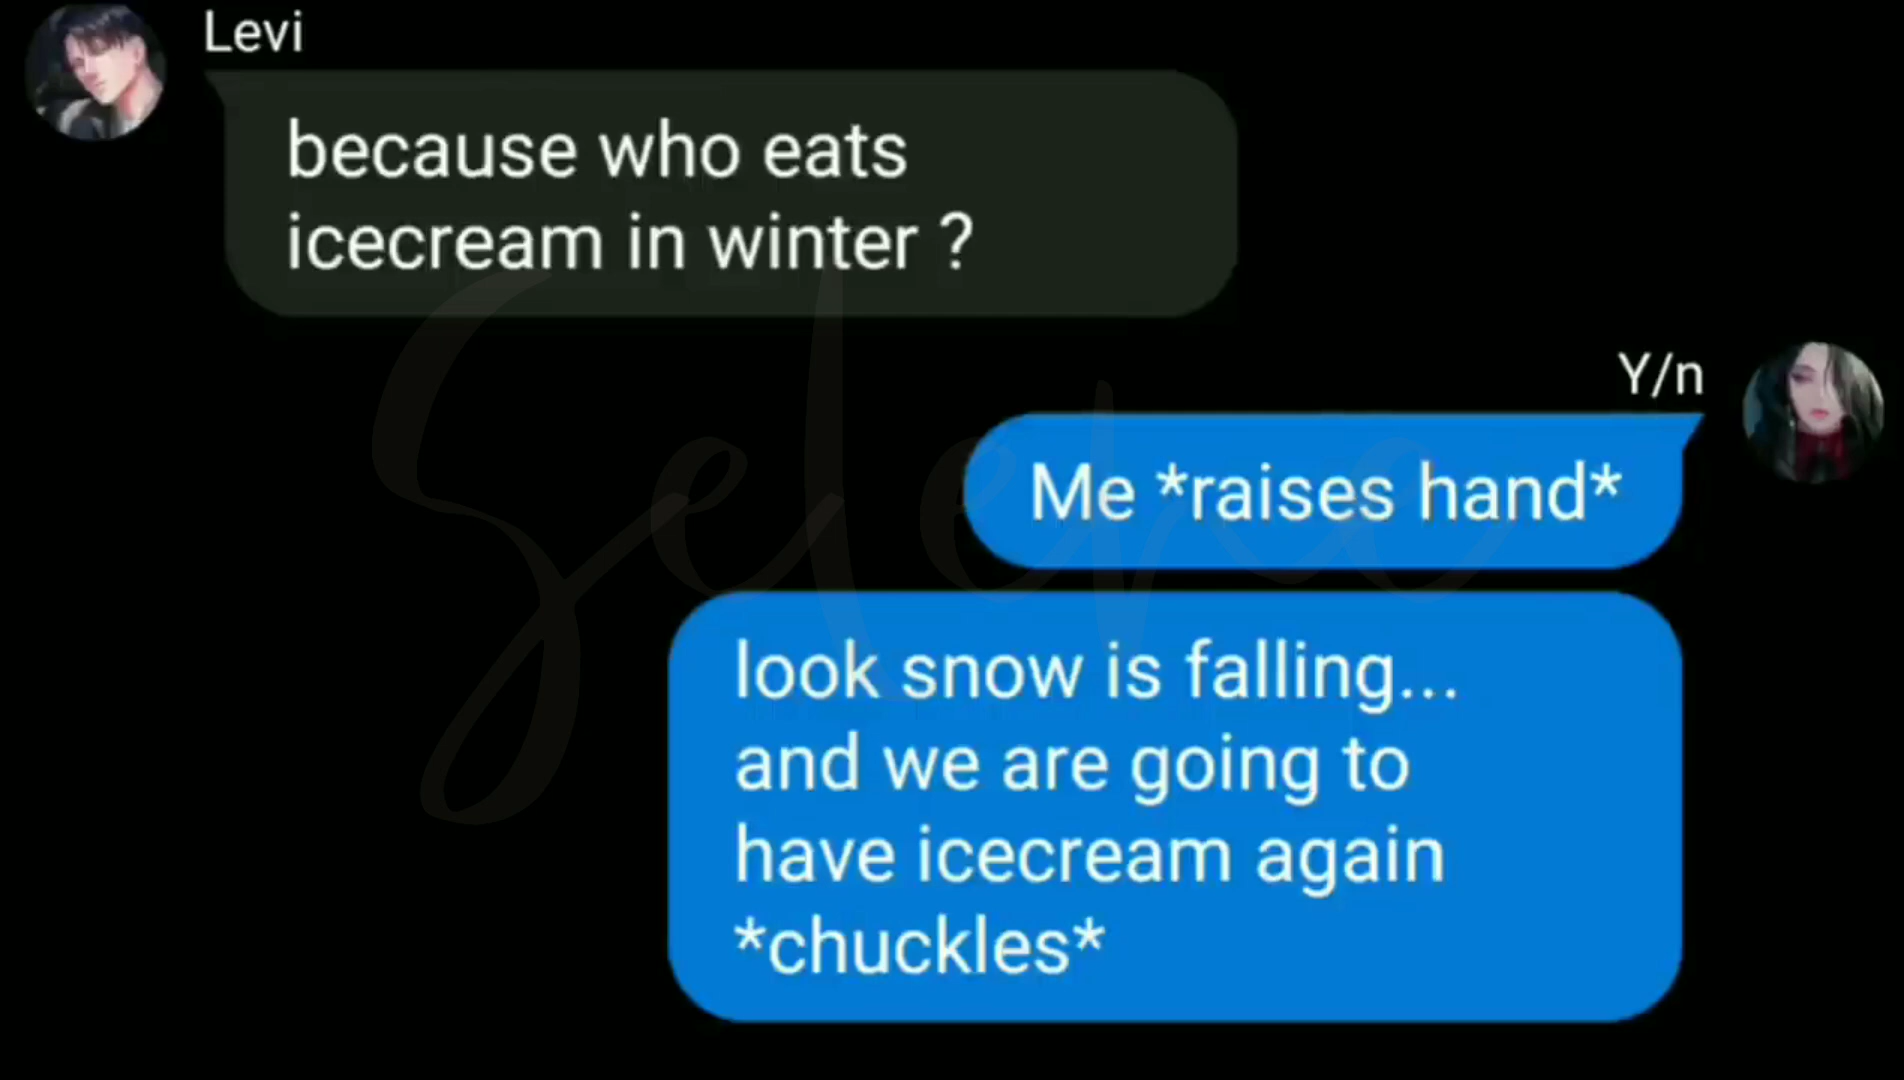 Levi
because who eats
icecream in winter ?
Y/n
Me *raises hand*
look snow is falling...
and we are going to
have icecream again
*chuckles*
Selene